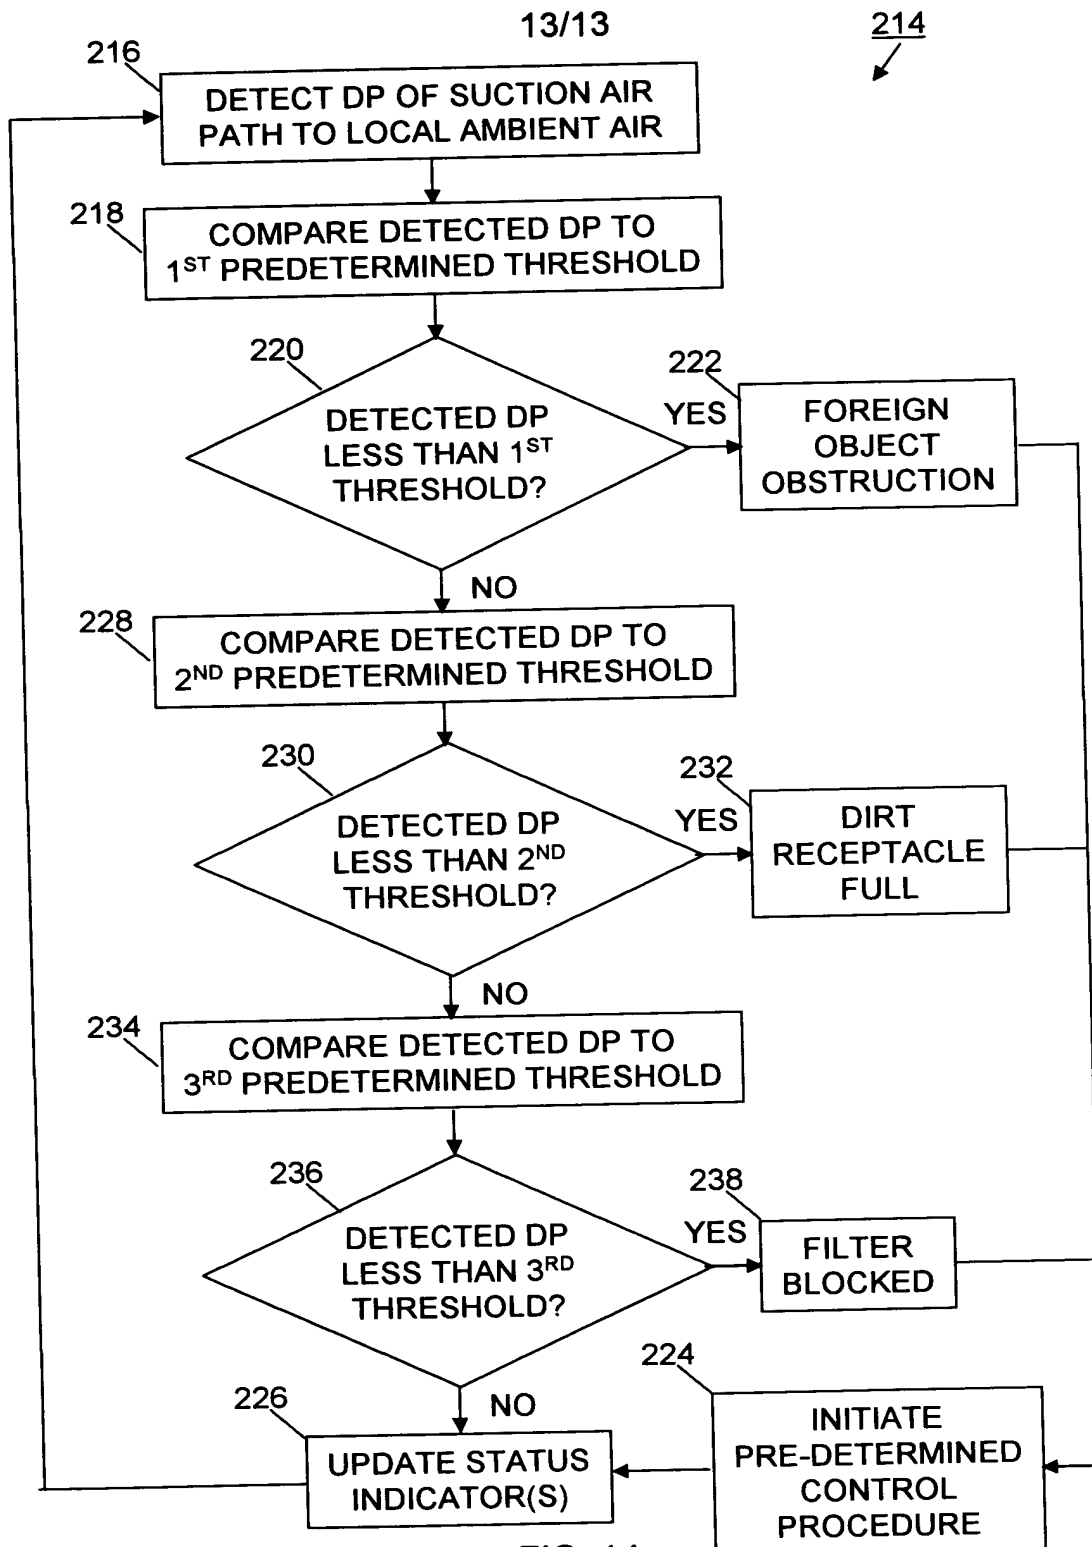 13/13
214
216
DETECT DP OF SUCTION AIR
PATH TO LOCAL AMBIENT AIR
218
COMPARE DETECTED DP TO
1ST PREDETERMINED THRESHOLD
220
DETECTED DP
LESS THAN 1ST
THRESHOLD?
YES
222
FOREIGN
OBJECT
OBSTRUCTION
NO
228
COMPARE DETECTED DP TO
2ND PREDETERMINED THRESHOLD
230
DETECTED DP
LESS THAN 2ND
THRESHOLD?
YES
232
DIRT
RECEPTACLE
FULL
NO
234
COMPARE DETECTED DP TO
3RD PREDETERMINED THRESHOLD
236
DETECTED DP
LESS THAN 3RD
THRESHOLD?
YES
238
FILTER
BLOCKED
NO
224
INITIATE
PRE-DETERMINED
CONTROL
PROCEDURE
226
UPDATE STATUS
INDICATOR(S)